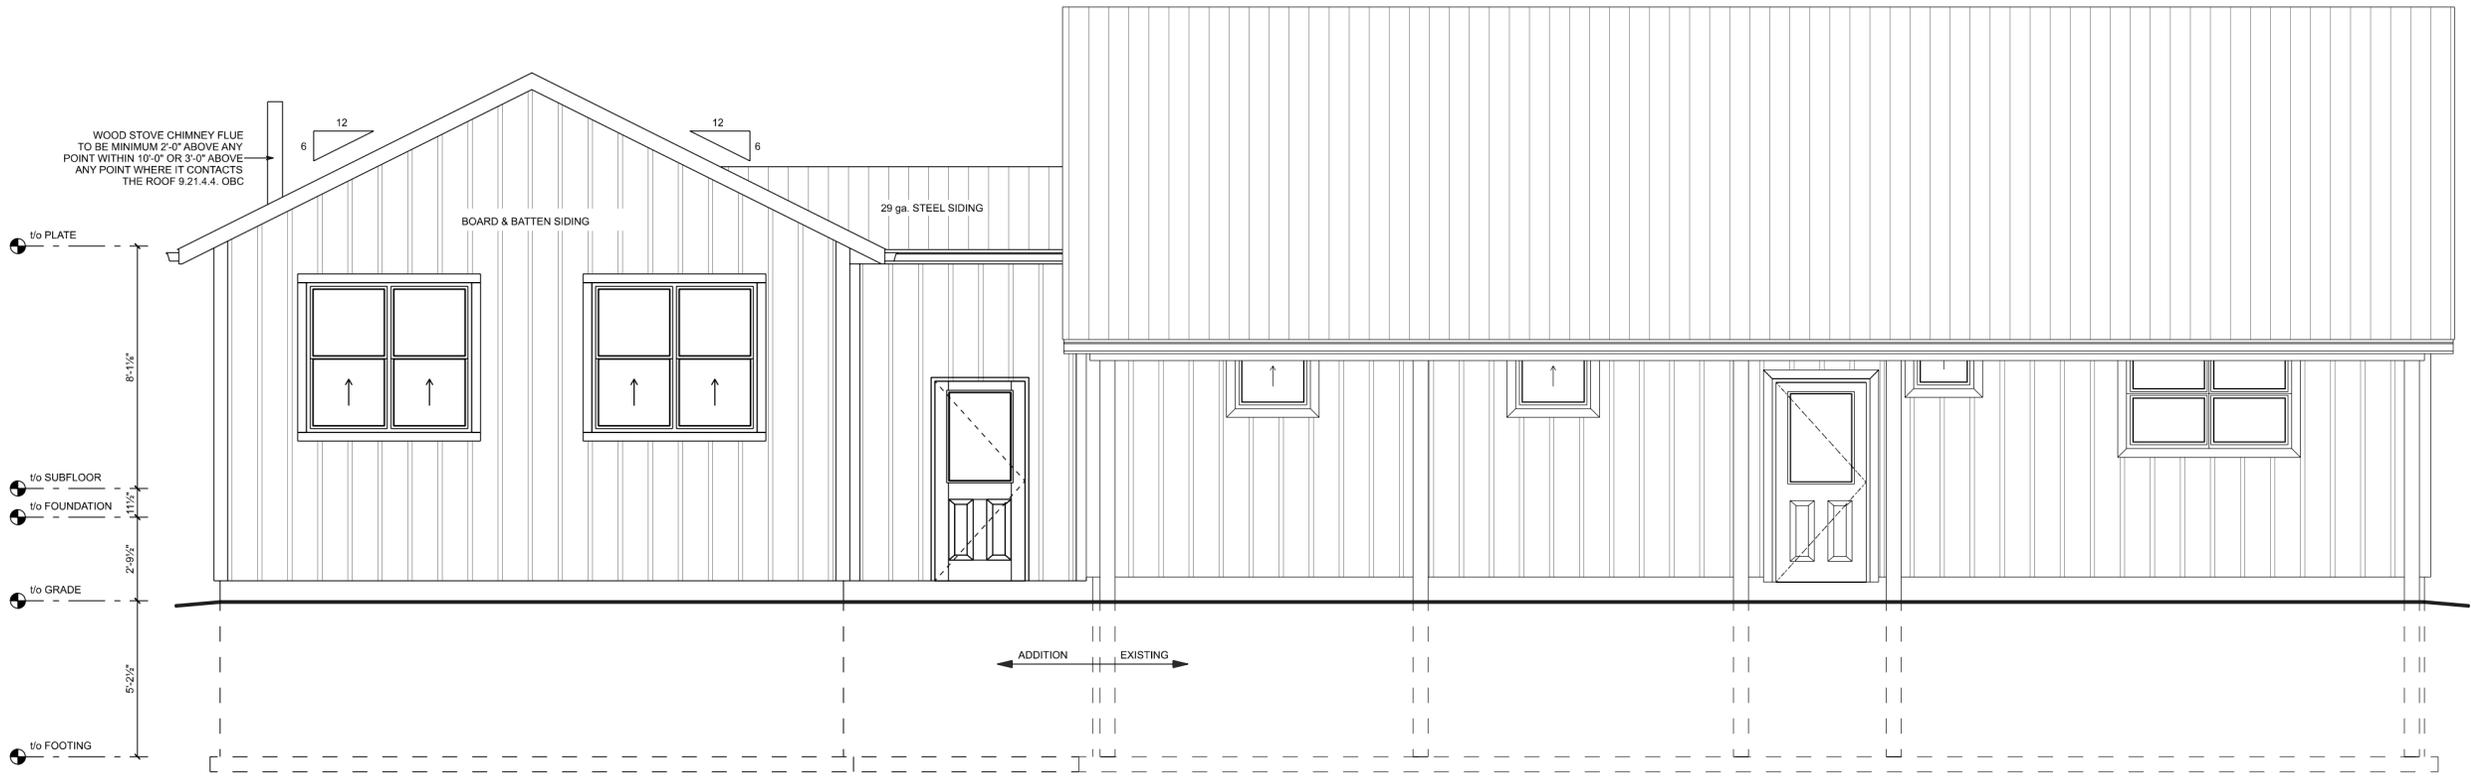 12
6
12
6
WOOD STOVE CHIMNEY FLUE
TO BE MINIMUM 2'-0" ABOVE ANY
POINT WITHIN 10'-0" OR 3'-0" ABOVE
ANY POINT WHERE IT CONTACTS
THE ROOF 9.21.4.4. OBC
BOARD & BATTEN SIDING
29 ga. STEEL SIDING
t/o PLATE
8'-1⅛"
t/o SUBFLOOR
11½"
t/o FOUNDATION
2'-9½"
t/o GRADE
ADDITION
EXISTING
5'-2½"
t/o FOOTING